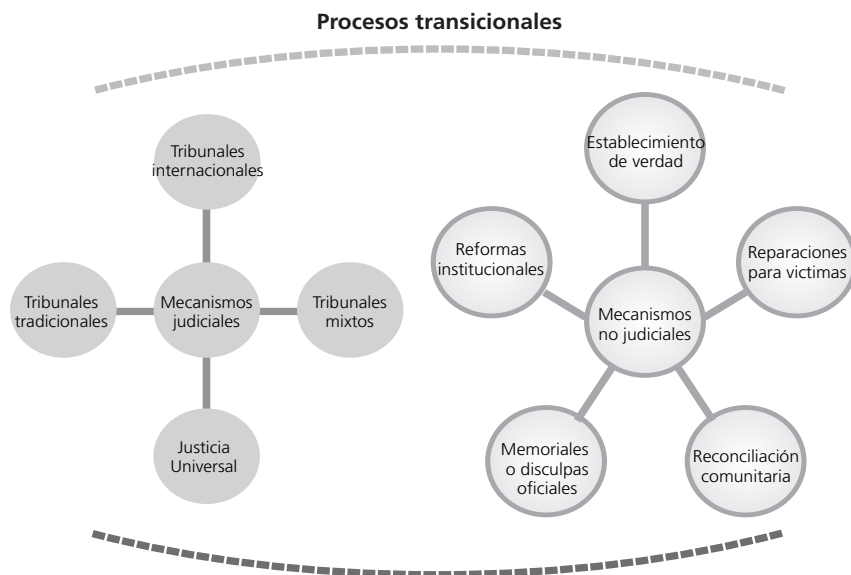 Procesos transicionales
Tribunales
internacionales
Tribunales
tradicionales
Mecanismos
judiciales
Tribunales
mixtos
Justicia
Universal
Establecimiento
de verdad
Reformas
institucionales
Reparaciones
para victimas
Mecanismos
no judiciales
Memoriales
o disculpas
oficiales
Reconciliación
comunitaria